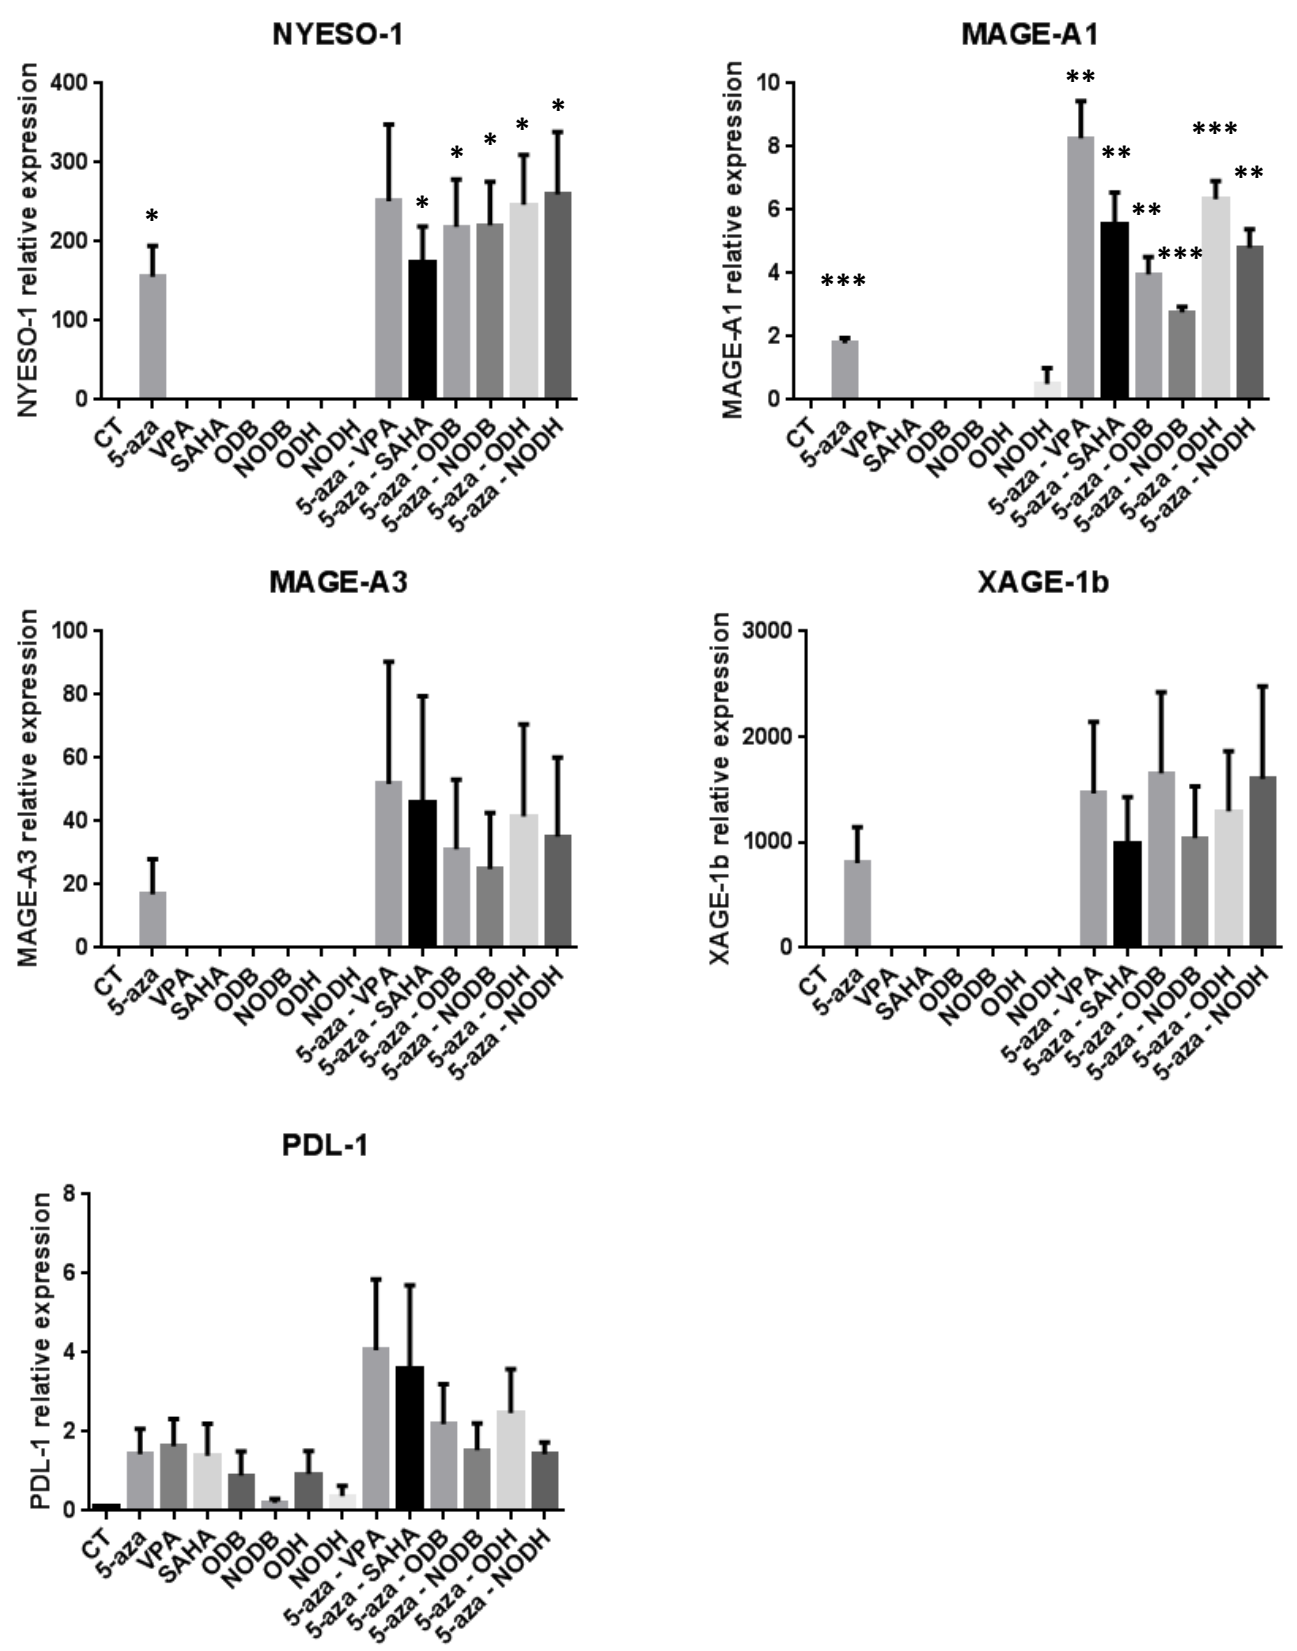 NYESO-1
NYESO-1 relative expression
400
300
200
100
0
* * * * * *
CT
5-aza
VPA
SAHA
ODB
NODB
ODH
NODH
5-aza - VPA
5-aza - SAHA
5-aza - ODB
5-aza - NODB
5-aza - ODH
5-aza - NODH
MAGE-A1
MAGE-A1 relative expression
10
8
6
4
2
0
*** ** ** ** *** *** **
CT
5-aza
VPA
SAHA
ODB
NODB
ODH
NODH
5-aza - VPA
5-aza - SAHA
5-aza - ODB
5-aza - NODB
5-aza - ODH
5-aza - NODH
MAGE-A3
MAGE-A3 relative expression
100
80
60
40
20
0
CT
5-aza
VPA
SAHA
ODB
NODB
ODH
NODH
5-aza - VPA
5-aza - SAHA
5-aza - ODB
5-aza - NODB
5-aza - ODH
5-aza - NODH
XAGE-1b
XAGE-1b relative expression
3000
2000
1000
0
CT
5-aza
VPA
SAHA
ODB
NODB
ODH
NODH
5-aza - VPA
5-aza - SAHA
5-aza - ODB
5-aza - NODB
5-aza - ODH
5-aza - NODH
PDL-1
PDL-1 relative expression
8
6
4
2
0
CT
5-aza
VPA
SAHA
ODB
NODB
ODH
NODH
5-aza - VPA
5-aza - SAHA
5-aza - ODB
5-aza - NODB
5-aza - ODH
5-aza - NODH